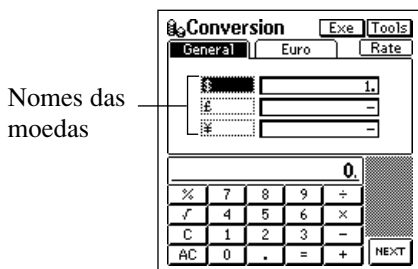 Conversion Exe Tools
General Euro Rate
$ 1.
£ –
¥ –
Nomes das
moedas
0.
% 7 8 9 ÷
√ 4 5 6 ×
C 1 2 3 –
AC 0 . = + NEXT